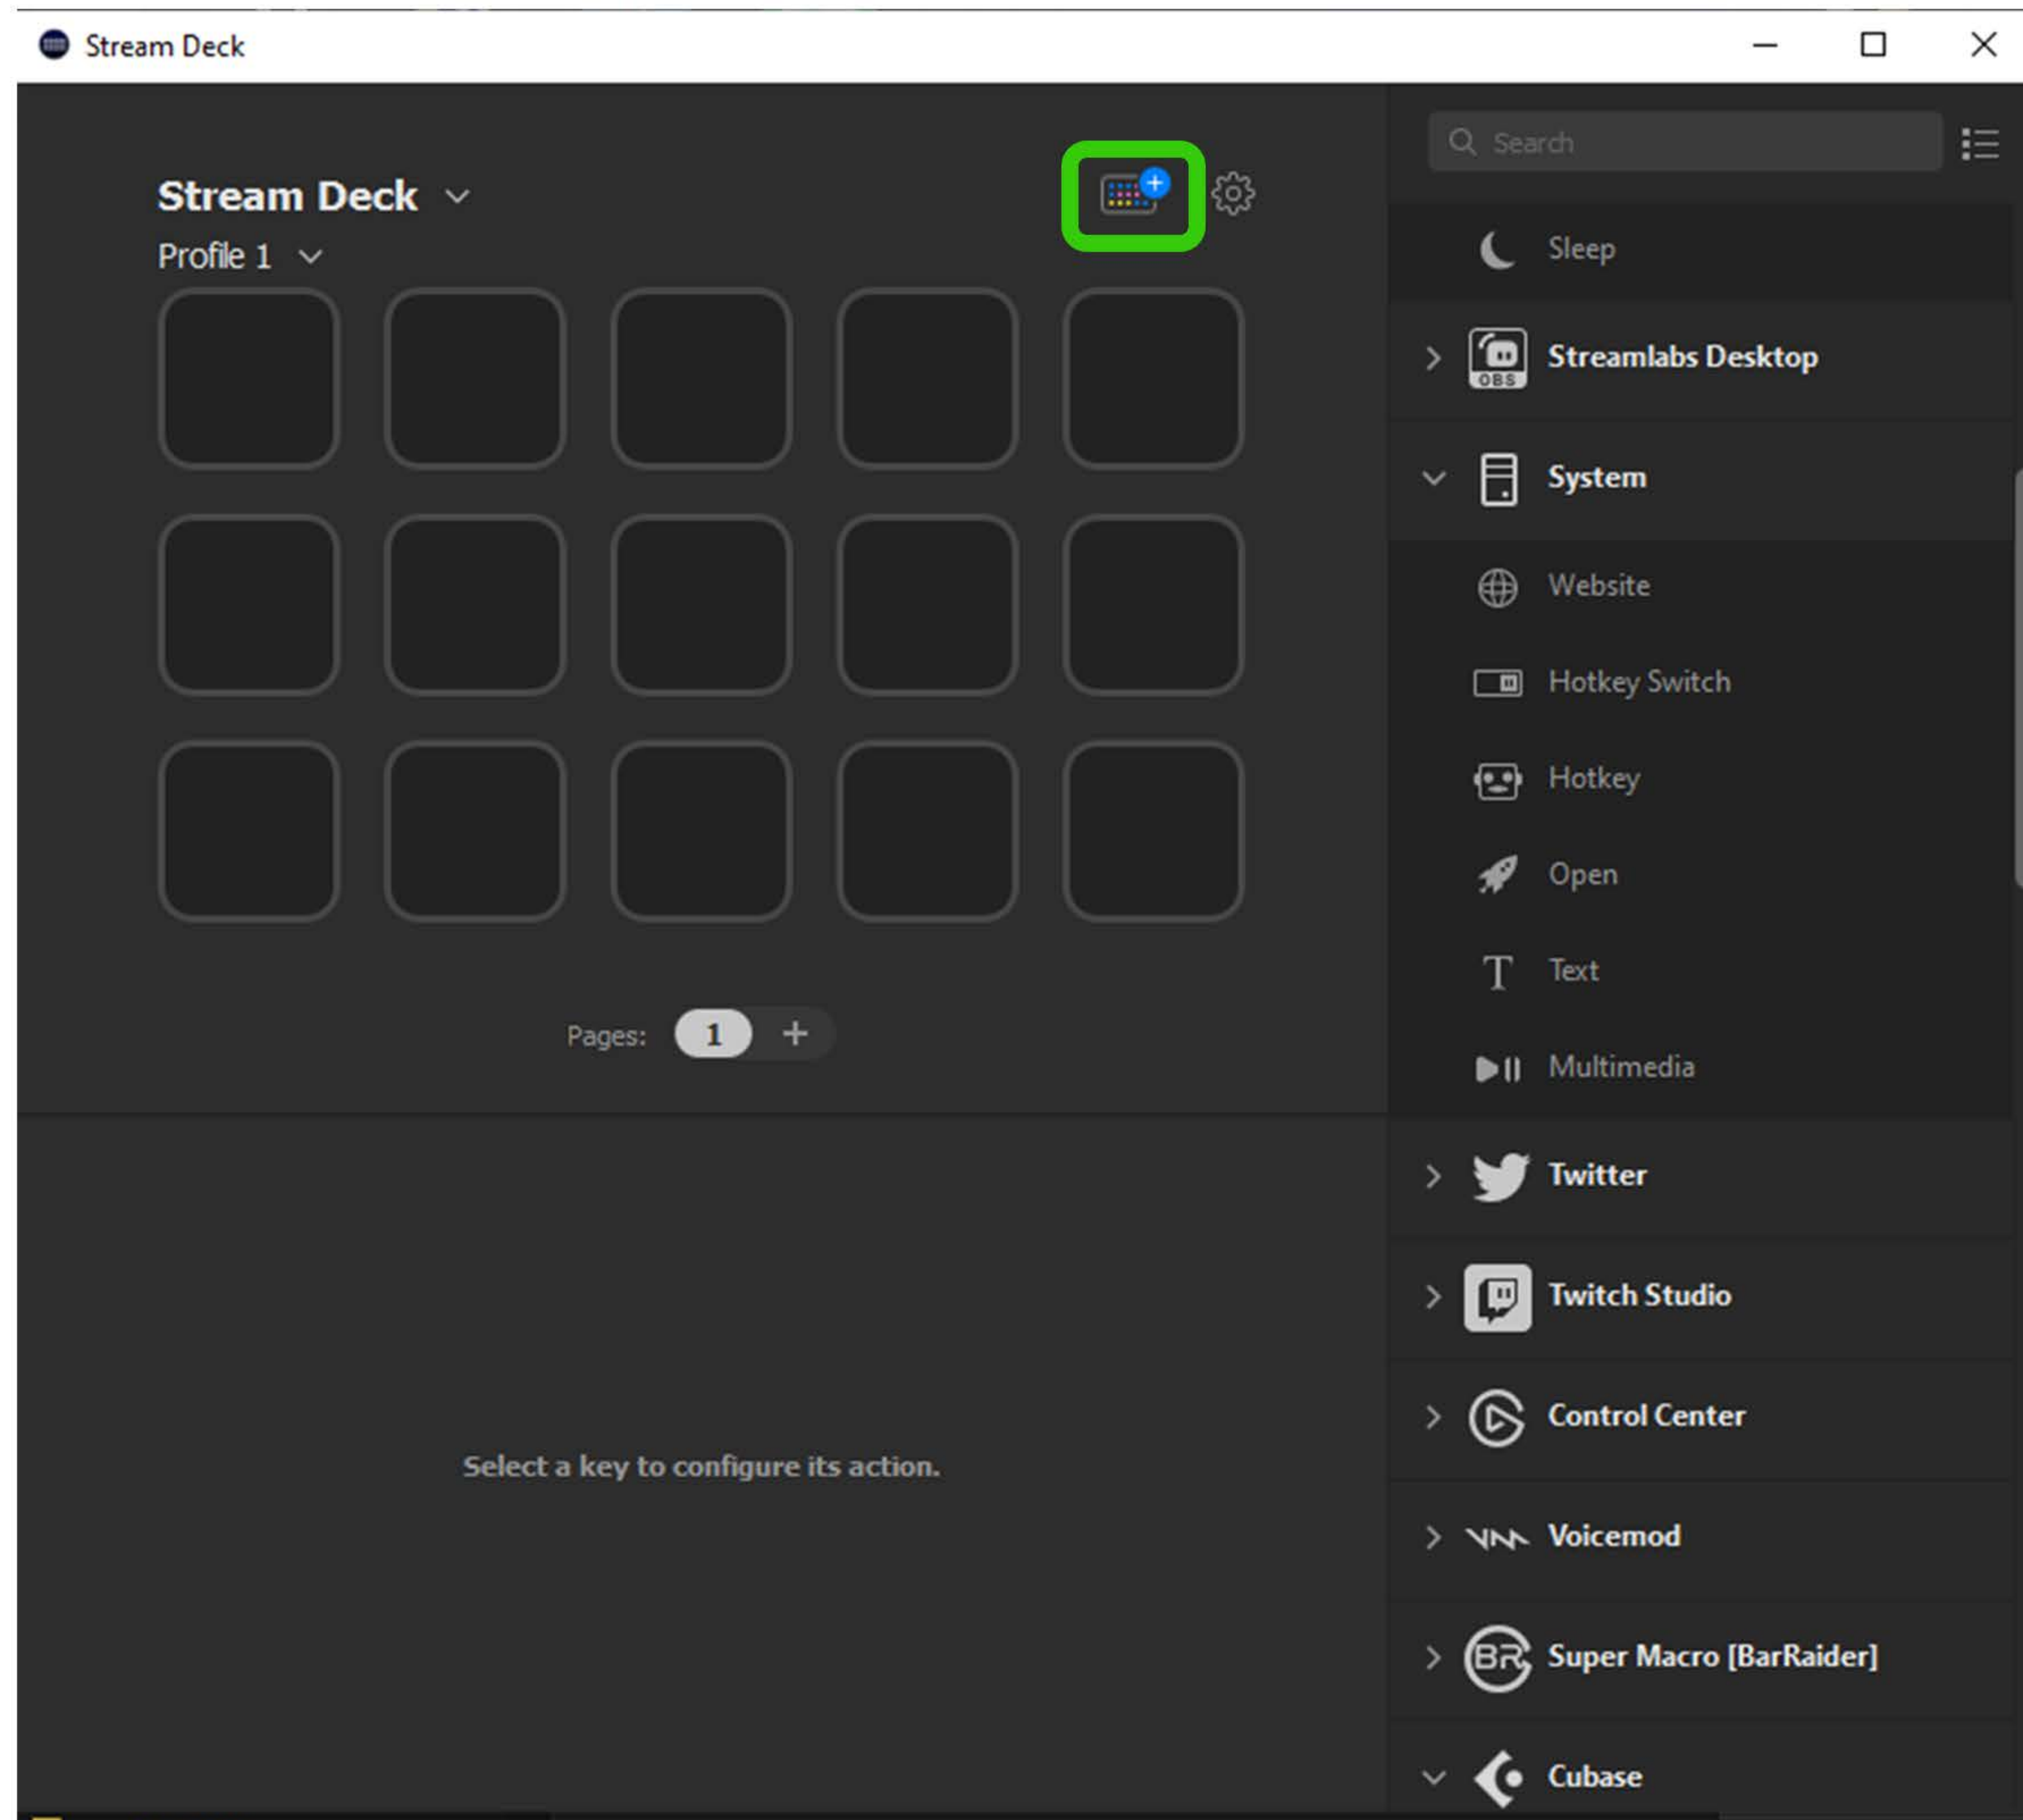 Stream Deck
Search
Stream Deck
Profile 1
Sleep
OBS
Streamlabs Desktop
System
Website
Hotkey Switch
Hotkey
Open
T Text
Multimedia
Pages: 1 +
Twitter
Twitch Studio
Control Center
Select a key to configure its action.
Voicemod
BR Super Macro [BarRaider]
Cubase